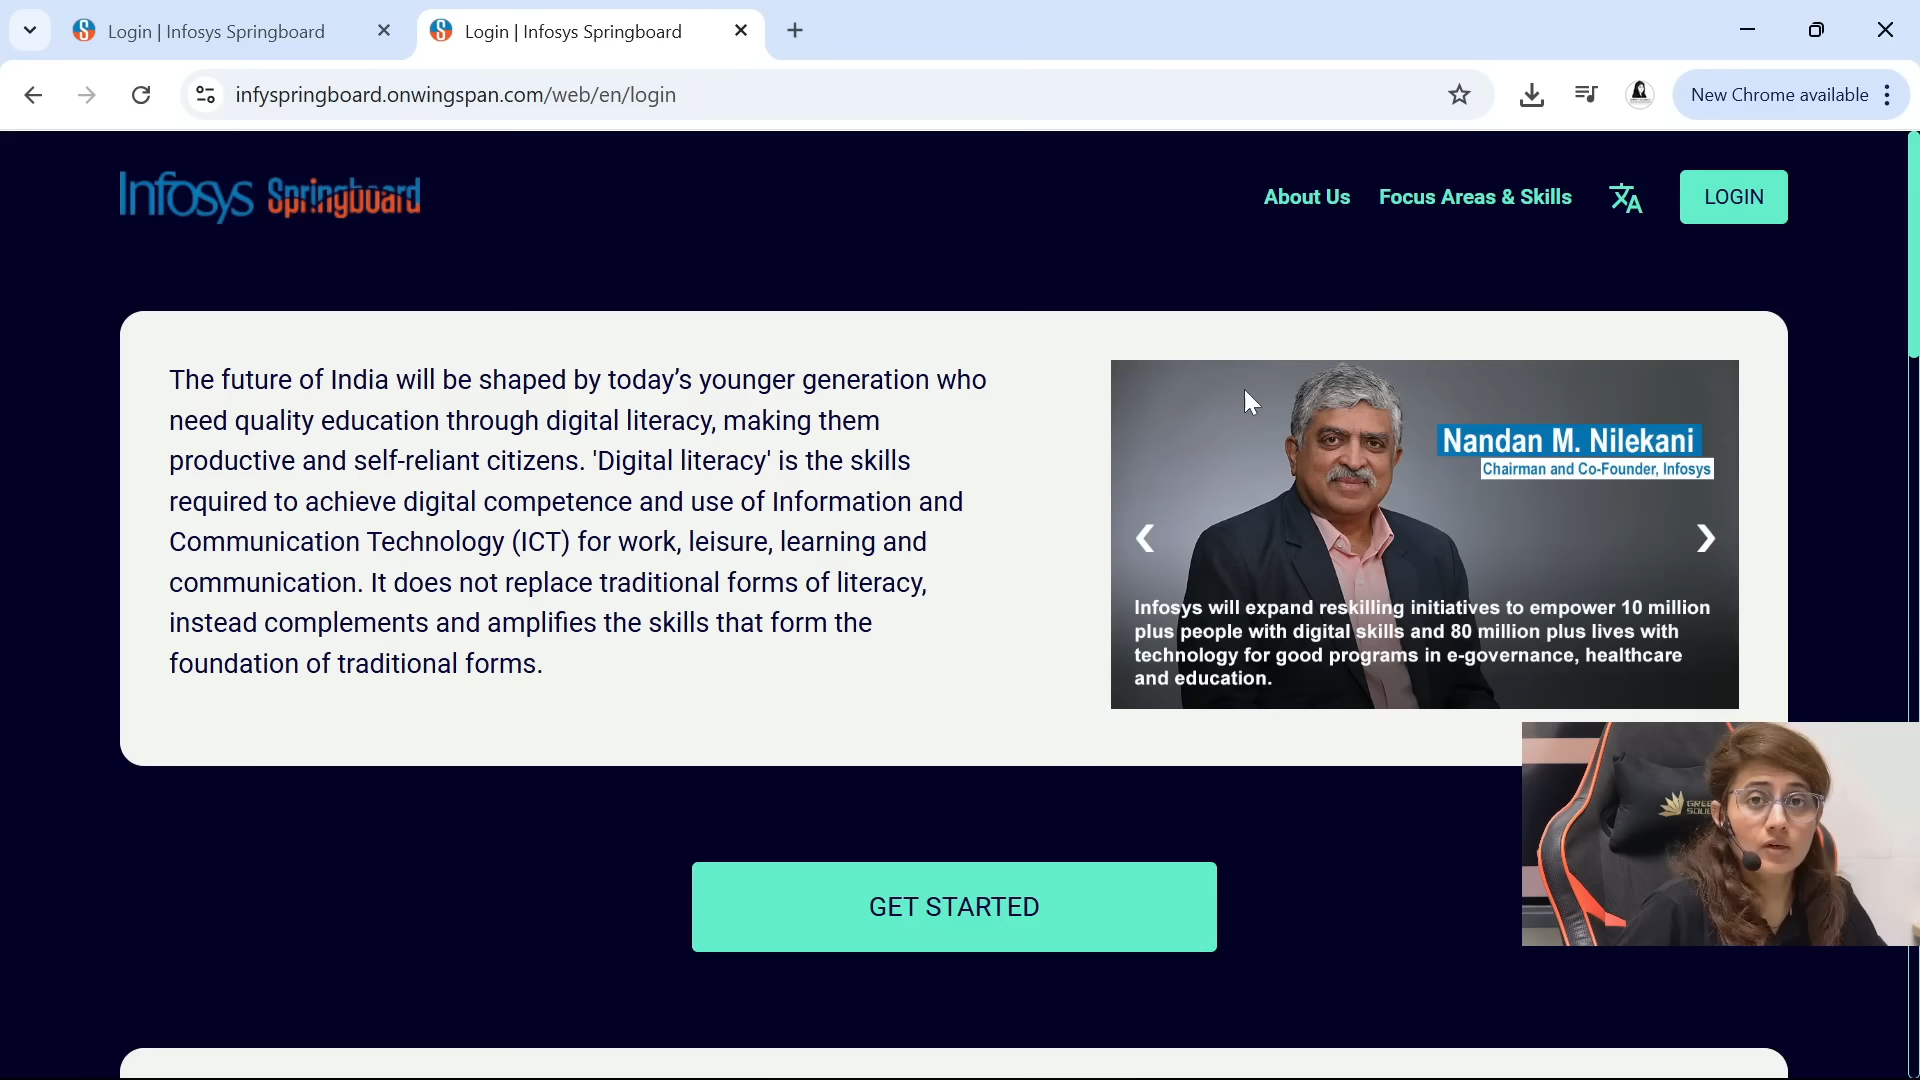 Login | Infosys Springboard
Login | Infosys Springboard
infyspringboard.onwingspan.com/web/en/login
New Chrome available
Infosys Springboard
About Us
Focus Areas & Skills
LOGIN
The future of India will be shaped by today’s younger generation who
need quality education through digital literacy, making them
productive and self-reliant citizens. 'Digital literacy' is the skills
required to achieve digital competence and use of Information and
Communication Technology (ICT) for work, leisure, learning and
communication. It does not replace traditional forms of literacy,
instead complements and amplifies the skills that form the
foundation of traditional forms.
Nandan M. Nilekani
Chairman and Co-Founder, Infosys
Infosys will expand reskilling initiatives to empower 10 million
plus people with digital skills and 80 million plus lives with
technology for good programs in e-governance, healthcare
and education.
GET STARTED